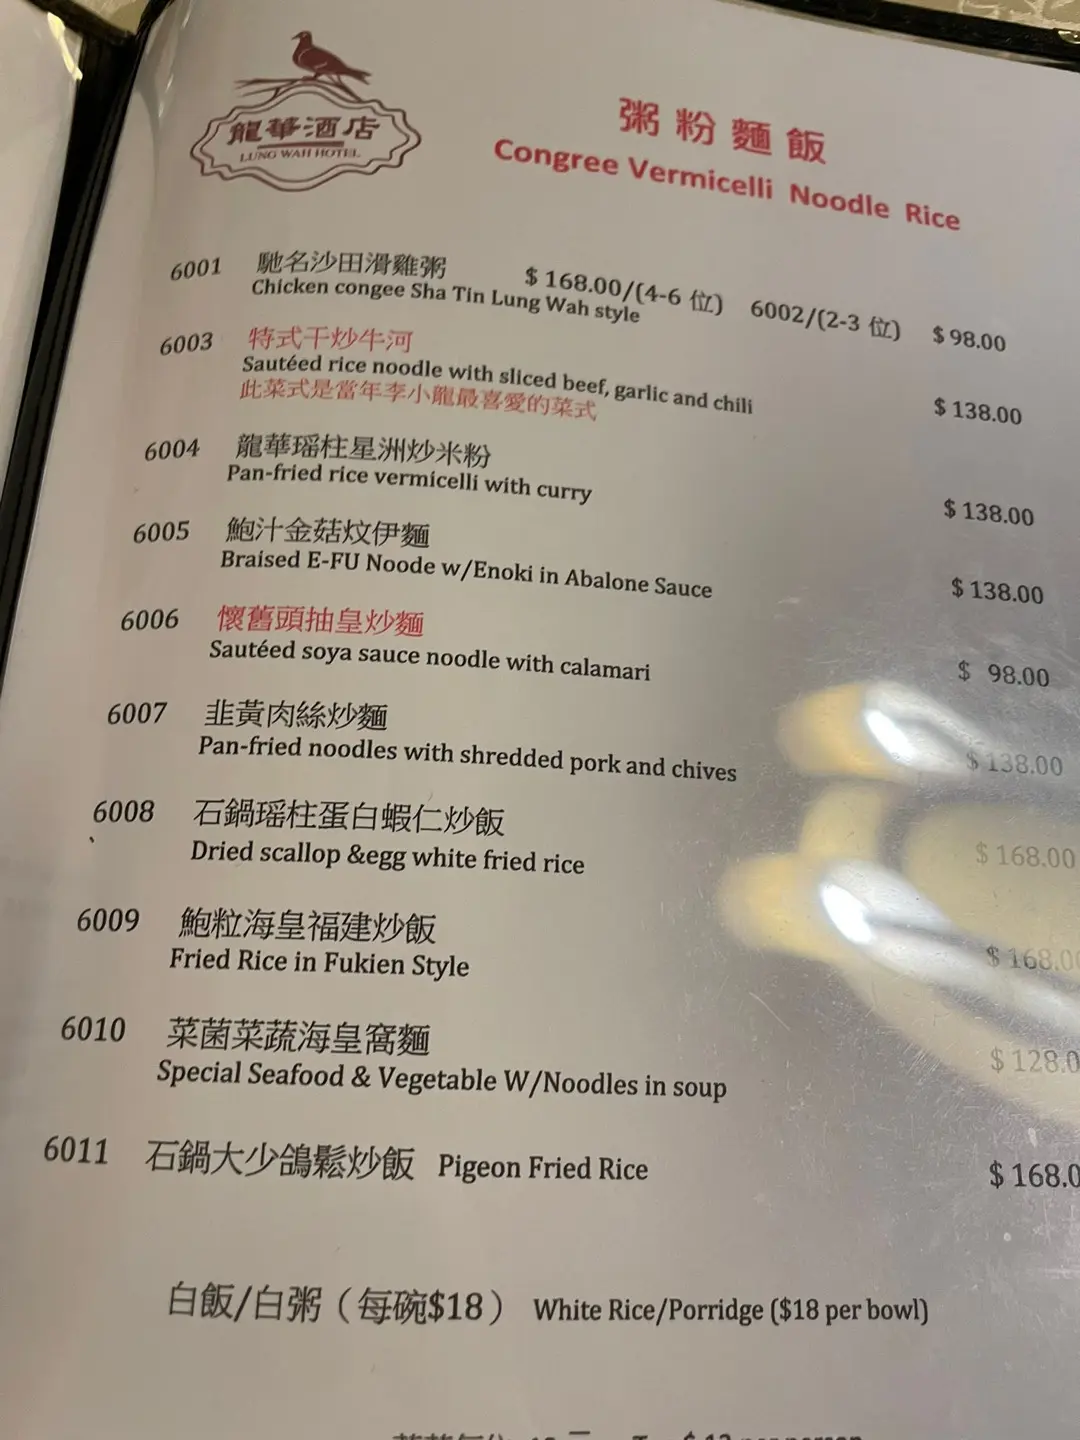 龍華酒店
LUNG WAH HOTEL
粥粉麵飯
Congree Vermicelli Noodle Rice
6001 馳名沙田滑雞粥 $168.00/(4-6 位) 6002/(2-3 位) $98.00
Chicken congee Sha Tin Lung Wah style
6003 特式干炒牛河
Sautéed rice noodle with sliced beef, garlic and chili $138.00
此菜式是當年李小龍最喜愛的菜式
6004 龍華瑶柱星洲炒米粉
Pan-fried rice vermicelli with curry $138.00
6005 鮑汁金菇炆伊麵
Braised E-FU Noode w/Enoki in Abalone Sauce $138.00
6006 懷舊頭抽皇炒麵
Sautéed soya sauce noodle with calamari $ 98.00
6007 韭黃肉絲炒麵
Pan-fried noodles with shredded pork and chives $138.00
6008 石鍋瑶柱蛋白蝦仁炒飯
Dried scallop &egg white fried rice $168.00
6009 鮑粒海皇福建炒飯
Fried Rice in Fukien Style $168.00
6010 菜菌菜蔬海皇窩麵
Special Seafood & Vegetable W/Noodles in soup $128.0
6011 石鍋大少鴿鬆炒飯 Pigeon Fried Rice $168.0
白飯/白粥（每碗$18） White Rice/Porridge ($18 per bowl)